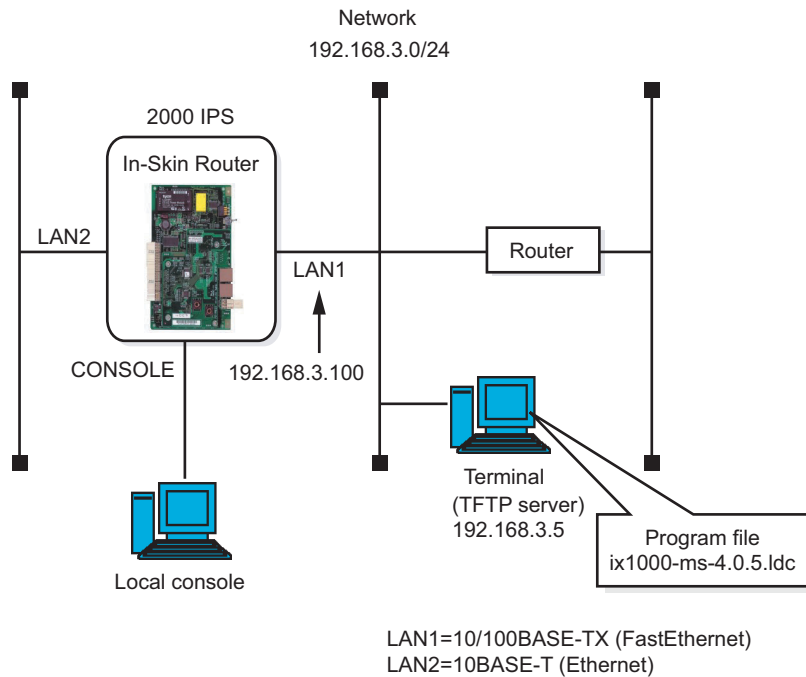 Network
192.168.3.0/24
2000 IPS
In-Skin Router
LAN2
LAN1
Router
CONSOLE
192.168.3.100
Terminal
(TFTP server)
192.168.3.5
Program file
ix1000-ms-4.0.5.ldc
Local console
LAN1=10/100BASE-TX (FastEthernet)
LAN2=10BASE-T (Ethernet)